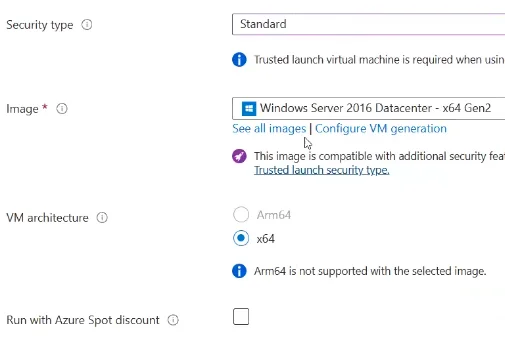 Security type
Standard
Trusted launch virtual machine is required when usin
Image *
Windows Server 2016 Datacenter - x64 Gen2
See all images | Configure VM generation
This image is compatible with additional security fea
Trusted launch security type.
VM architecture
Arm64
x64
Arm64 is not supported with the selected image.
Run with Azure Spot discount